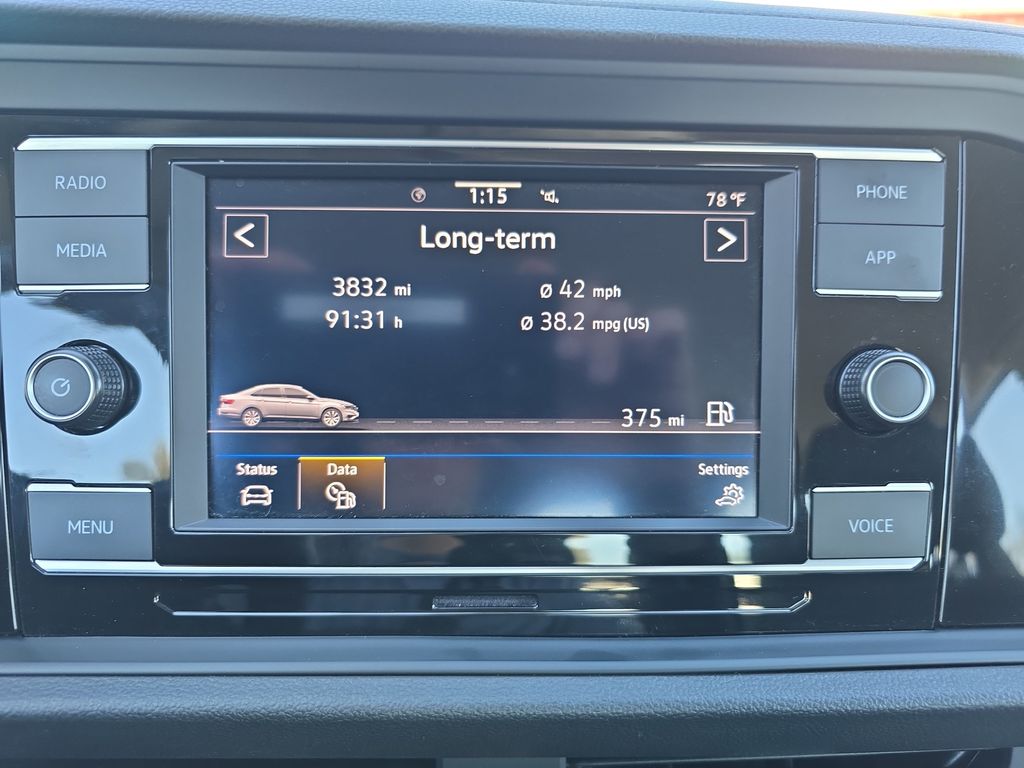 RADIO
MEDIA
MENU
1:15
78 °F
< Long-term >
3832 mi
ø 42 mph
91:31 h
ø 38.2 mpg (US)
375 mi
Status
Data
Settings
PHONE
APP
VOICE